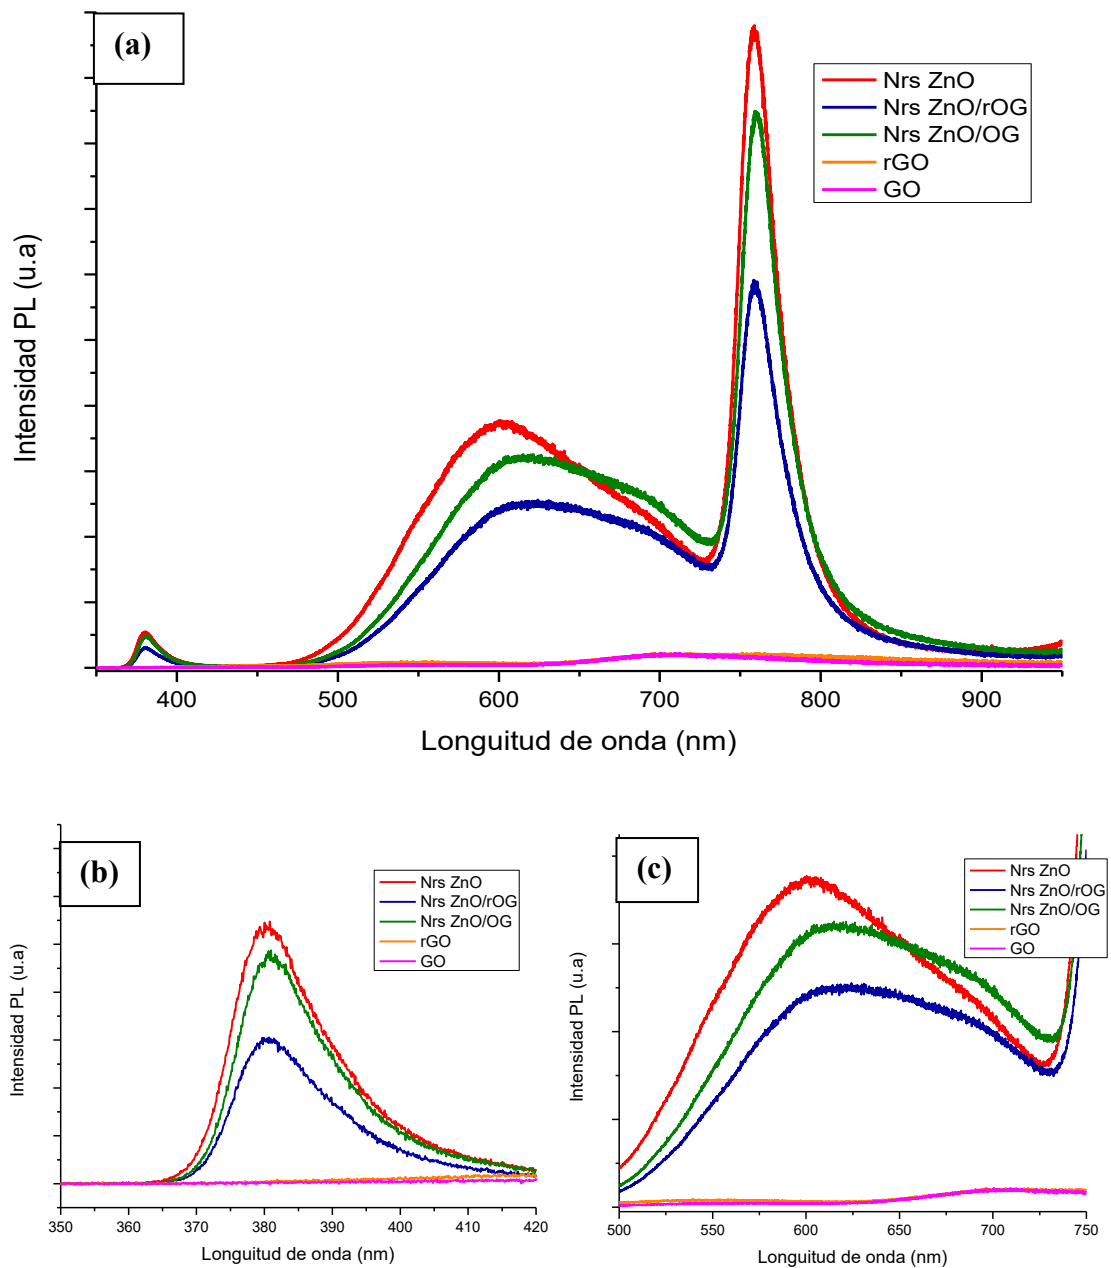 (a)
Nrs ZnO
Nrs ZnO/rOG
Nrs ZnO/OG
rGO
GO
Intensidad PL (u.a)
400 500 600 700 800 900
Longuitud de onda (nm)
(b)
Nrs ZnO
Nrs ZnO/rOG
Nrs ZnO/OG
rGO
GO
Intensidad PL (u.a)
350 360 370 380 390 400 410 420
Longuitud de onda (nm)
(c)
Nrs ZnO
Nrs ZnO/rOG
Nrs ZnO/OG
rGO
GO
Intensidad PL (u.a)
500 550 600 650 700 750
Longuitud de onda (nm)